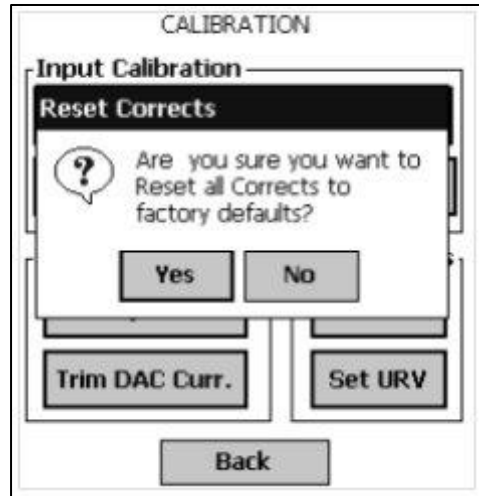 CALIBRATION
Input Calibration
Reset Corrects
?
Are you sure you want to
Reset all Corrects to
factory defaults?
Yes No
Trim DAC Curr. Set URV
Back